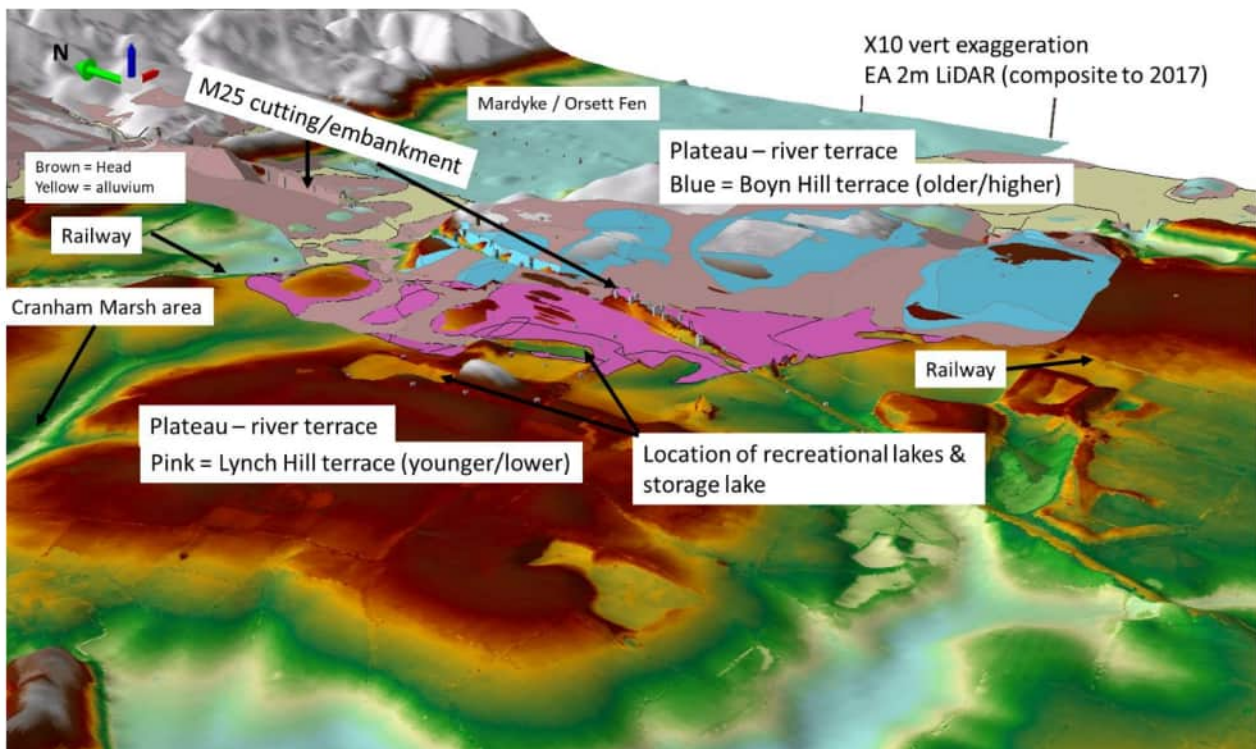 N
M25 cutting/embankment
Mardyke / Orsett Fen
X10 vert exaggeration
EA 2m LiDAR (composite to 2017)
Plateau – river terrace
Blue = Boyn Hill terrace (older/higher)
Brown = Head
Yellow = alluvium
Railway
Cranham Marsh area
Railway
Plateau – river terrace
Pink = Lynch Hill terrace (younger/lower)
Location of recreational lakes &
storage lake